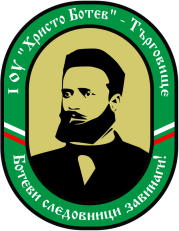 I ОУ "Христо Ботев" - Търговище
Ботеви следовници завинаги!